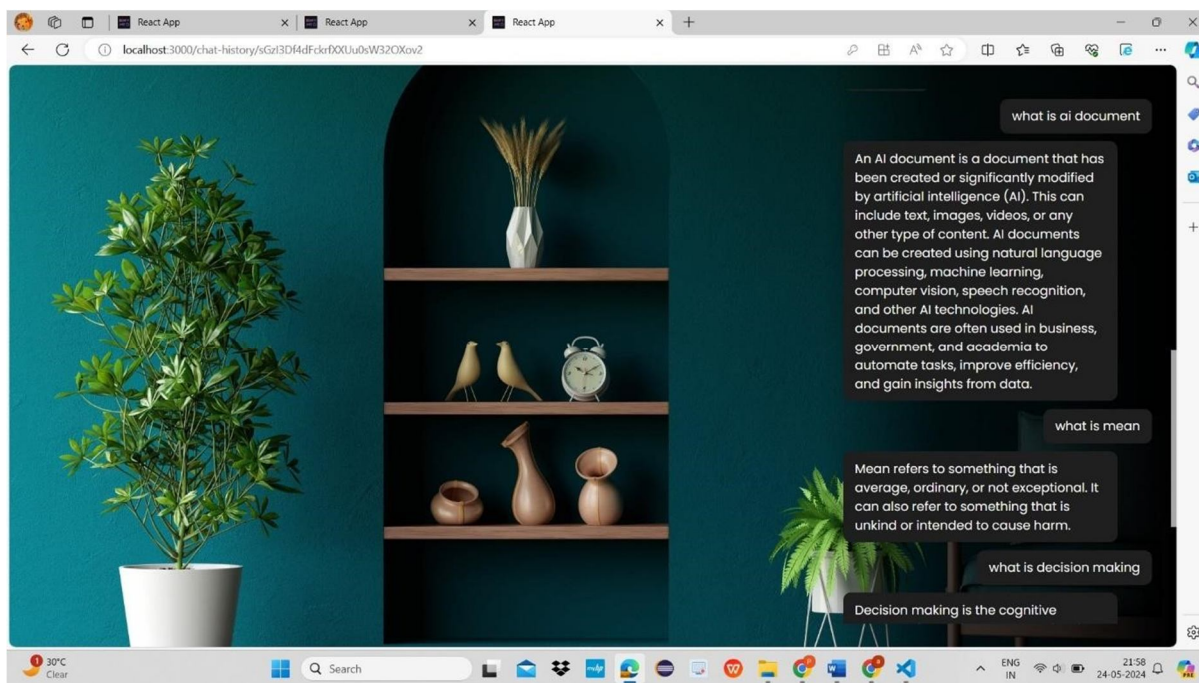 React App
React App
React App
localhost:3000/chat-history/sGzI3Df4dFckrfXXUu0sW32OXov2
what is ai document
An AI document is a document that has
been created or significantly modified
by artificial intelligence (AI). This can
include text, images, videos, or any
other type of content. AI documents
can be created using natural language
processing, machine learning,
computer vision, speech recognition,
and other AI technologies. AI
documents are often used in business,
government, and academia to
automate tasks, improve efficiency,
and gain insights from data.
what is mean
Mean refers to something that is
average, ordinary, or not exceptional. It
can also refer to something that is
unkind or intended to cause harm.
what is decision making
Decision making is the cognitive
1
30°C
Clear
Search
ENG
IN
21:58
24-05-2024
PRE